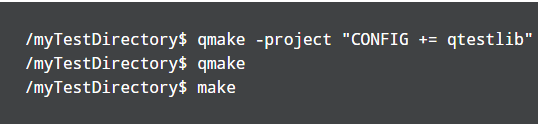 /myTestDirectory$ qmake -project "CONFIG += qtestlib"
/myTestDirectory$ qmake
/myTestDirectory$ make